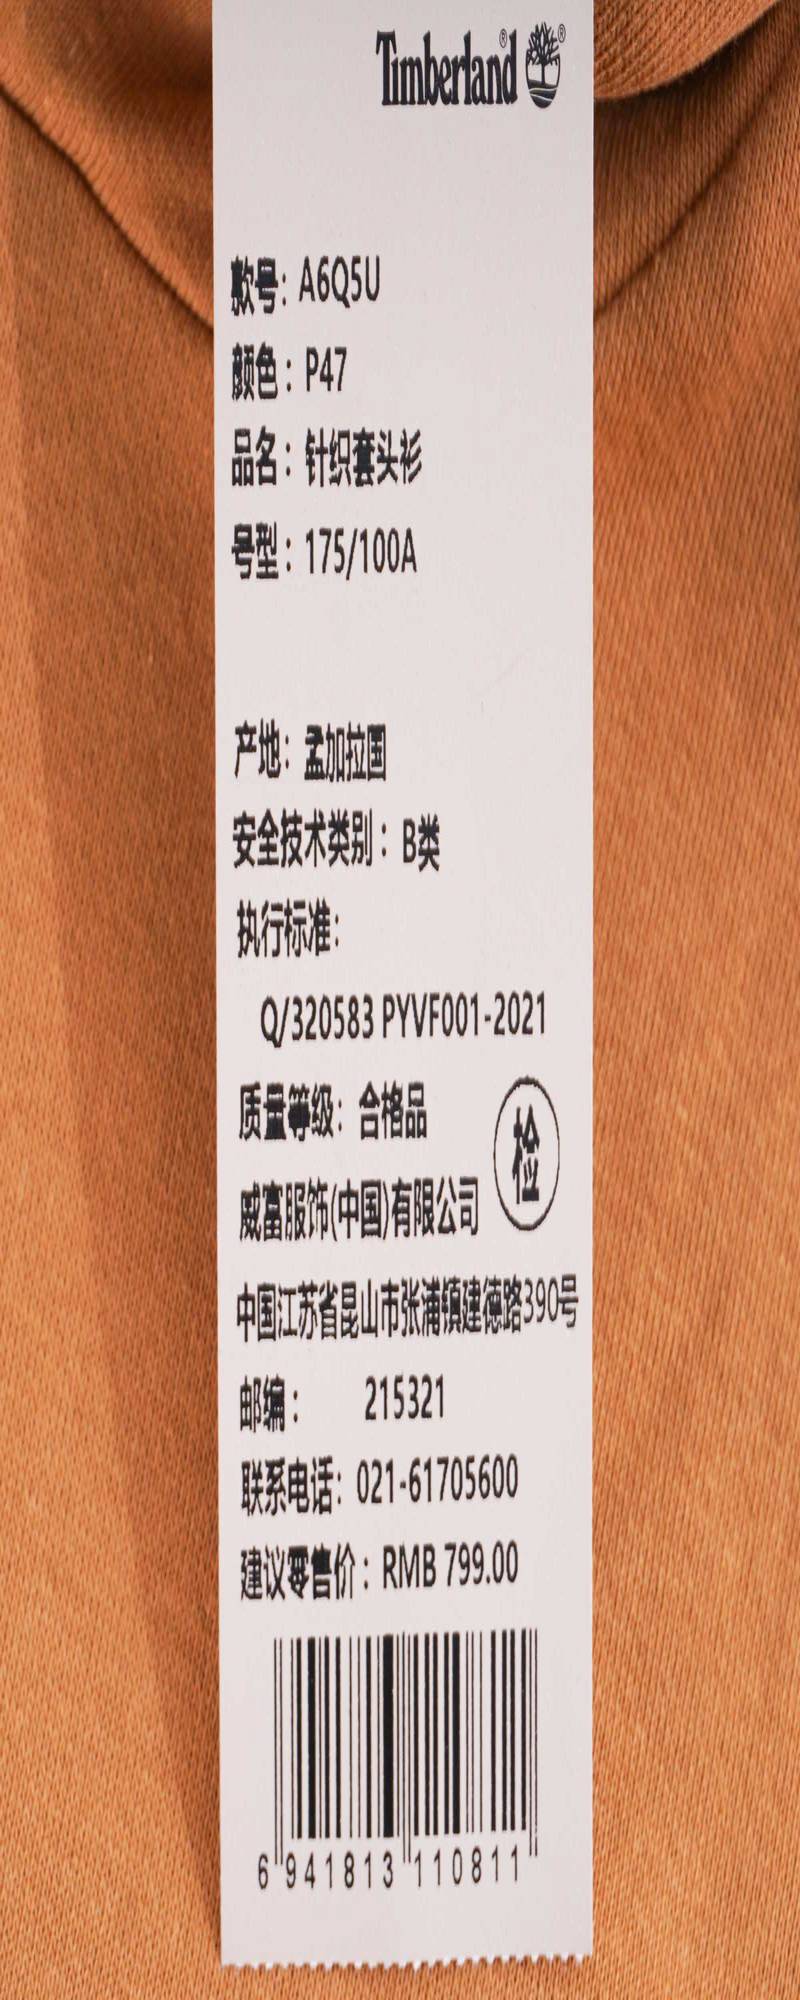 Timberland
款号：A6Q5U
颜色：P47
品名：针织套头衫
号型：175/100A
产地：孟加拉国
安全技术类别：B类
执行标准：
Q/320583 PYVF001-2021
质量等级：合格品
检
威富服饰(中国)有限公司
中国江苏省昆山市张浦镇建德路390号
邮编： 215321
联系电话：021-61705600
建议零售价：RMB 799.00
6 941813 110811